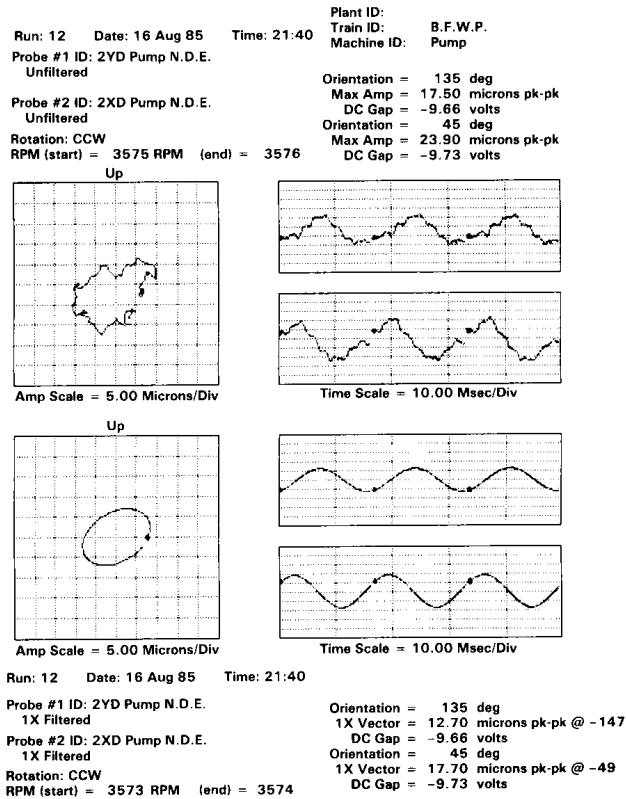 Plant ID:
Run: 12 Date: 16 Aug 85 Time: 21:40 Train ID: B.F.W.P.
Machine ID: Pump
Probe #1 ID: 2YD Pump N.D.E.
Unfiltered
Orientation = 135 deg
Max Amp = 17.50 microns pk-pk
DC Gap = -9.66 volts
Probe #2 ID: 2XD Pump N.D.E.
Unfiltered
Orientation = 45 deg
Max Amp = 23.90 microns pk-pk
DC Gap = -9.73 volts
Rotation: CCW
RPM (start) = 3575 RPM (end) = 3576
Up
Amp Scale = 5.00 Microns/Div
Time Scale = 10.00 Msec/Div
Up
Amp Scale = 5.00 Microns/Div
Time Scale = 10.00 Msec/Div
Run: 12 Date: 16 Aug 85 Time: 21:40
Probe #1 ID: 2YD Pump N.D.E.
1X Filtered
Orientation = 135 deg
1X Vector = 12.70 microns pk-pk @ -147
DC Gap = -9.66 volts
Probe #2 ID: 2XD Pump N.D.E.
1X Filtered
Orientation = 45 deg
1X Vector = 17.70 microns pk-pk @ -49
DC Gap = -9.73 volts
Rotation: CCW
RPM (start) = 3573 RPM (end) = 3574